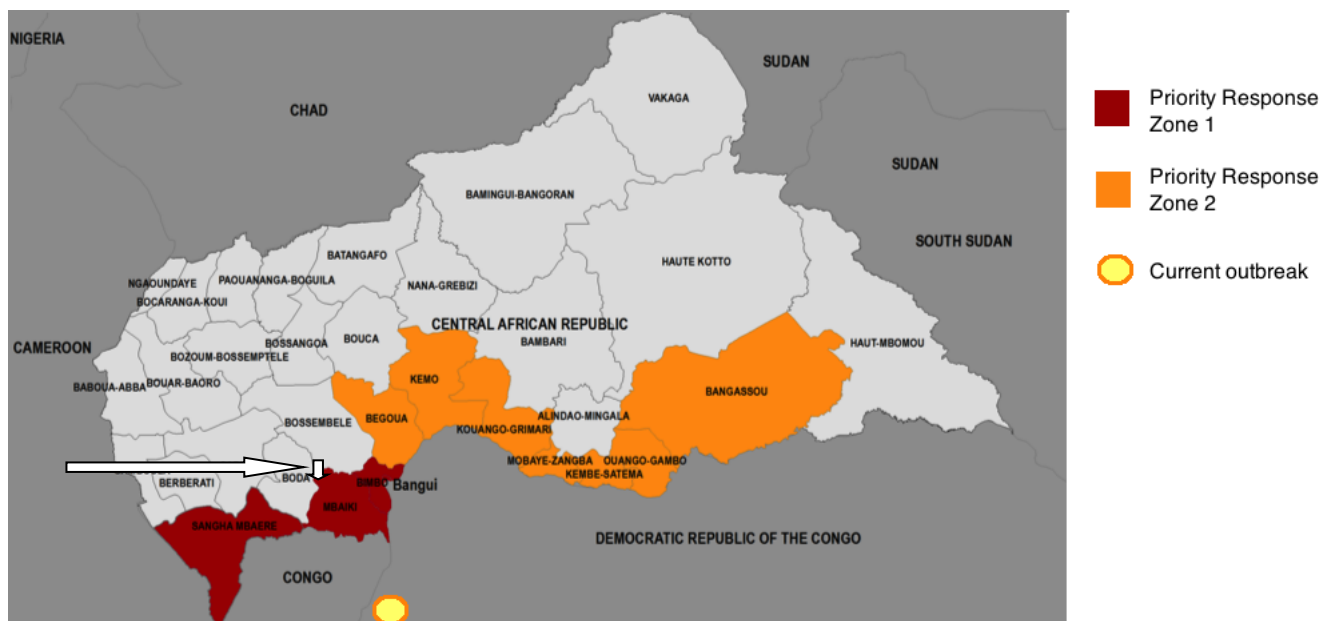 NIGERIA
SUDAN
VAKAGA
CHAD
Priority Response
Zone 1
SUDAN
Priority Response
Zone 2
BAMINGUI-BANGORAN
SOUTH SUDAN
BATANGAFO
HAUTE KOTTO
Current outbreak
NGAOUNDAYE
PAOUANANGA-BOGUILA
NANA-GREBIZI
BOCARANGA-KOUI
CENTRAL AFRICAN REPUBLIC
BOUCA
BOSSANGOA
BAMBARI
HAUT-MBOMOU
CAMEROON
BOZOUM-BOSSEMPTELE
KEMO
BABOUA-ABBA
BOUAR-BAORO
BANGASSOU
BEGOUA
ALINDAO-MINGALA
BOSSEMBELE
KOUANGO-GRIMARI
MOBAYE-ZANGBA
OUANGO-GAMBO
KEMBE-SATEMA
BODA
BERBERATI
BIMBO
Bangui
MBAIKI
SANGHA MBAERE
DEMOCRATIC REPUBLIC OF THE CONGO
CONGO